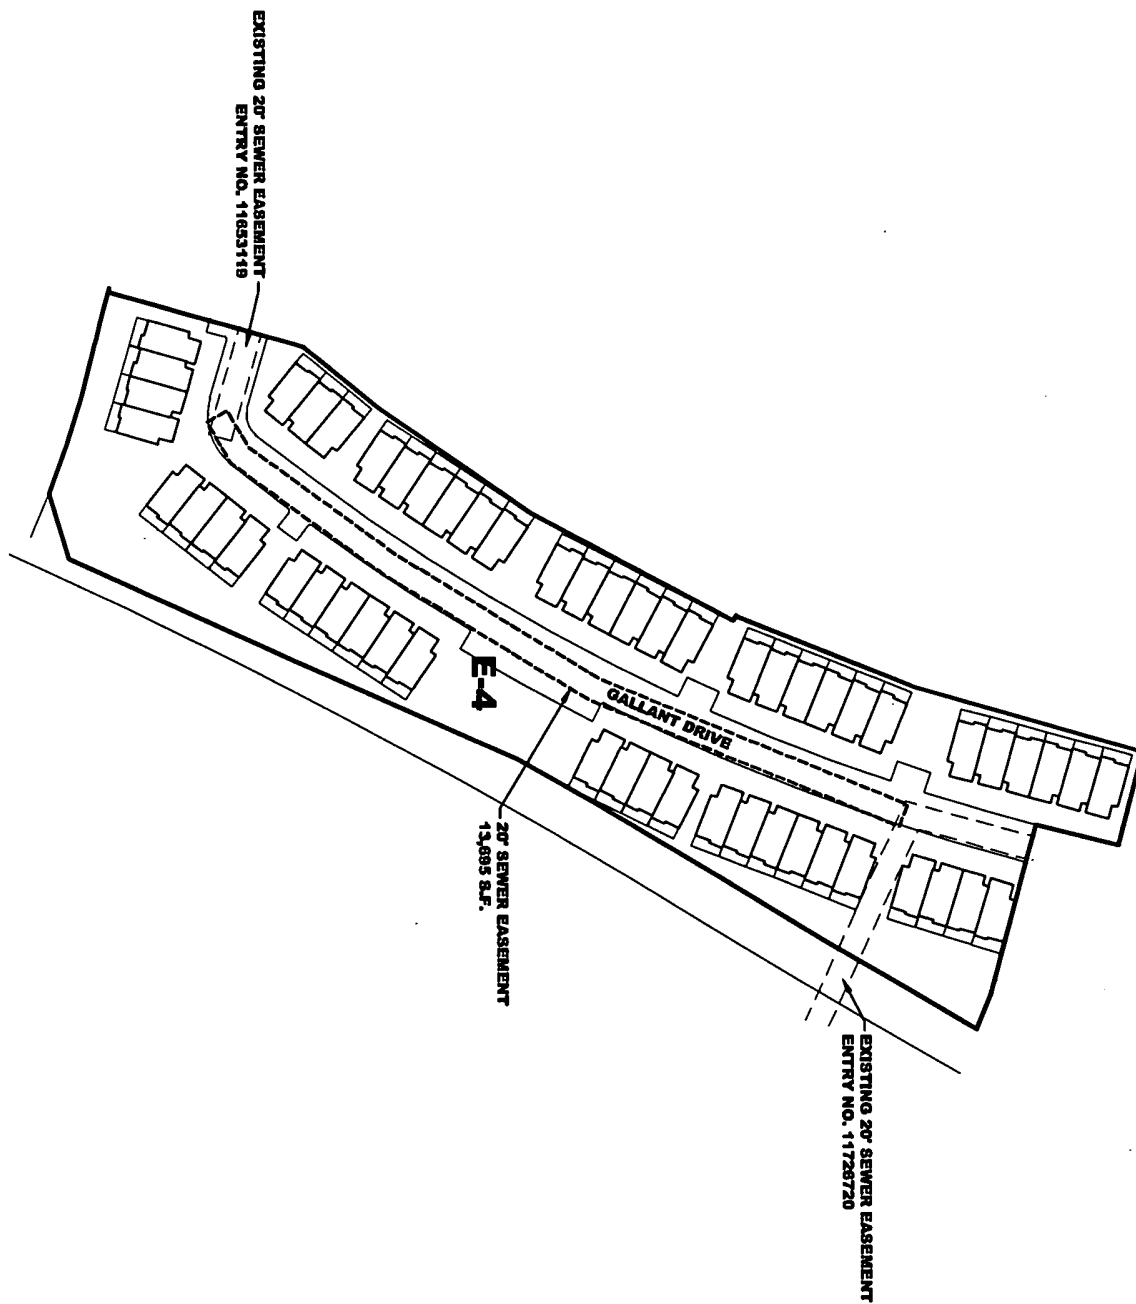 EXISTING 20' SEWER EASEMENT
ENTRY NO. 11653119
E-4
GALLANT DRIVE
20' SEWER EASEMENT
13,695 S.F.
EXISTING 20' SEWER EASEMENT
ENTRY NO. 11726720